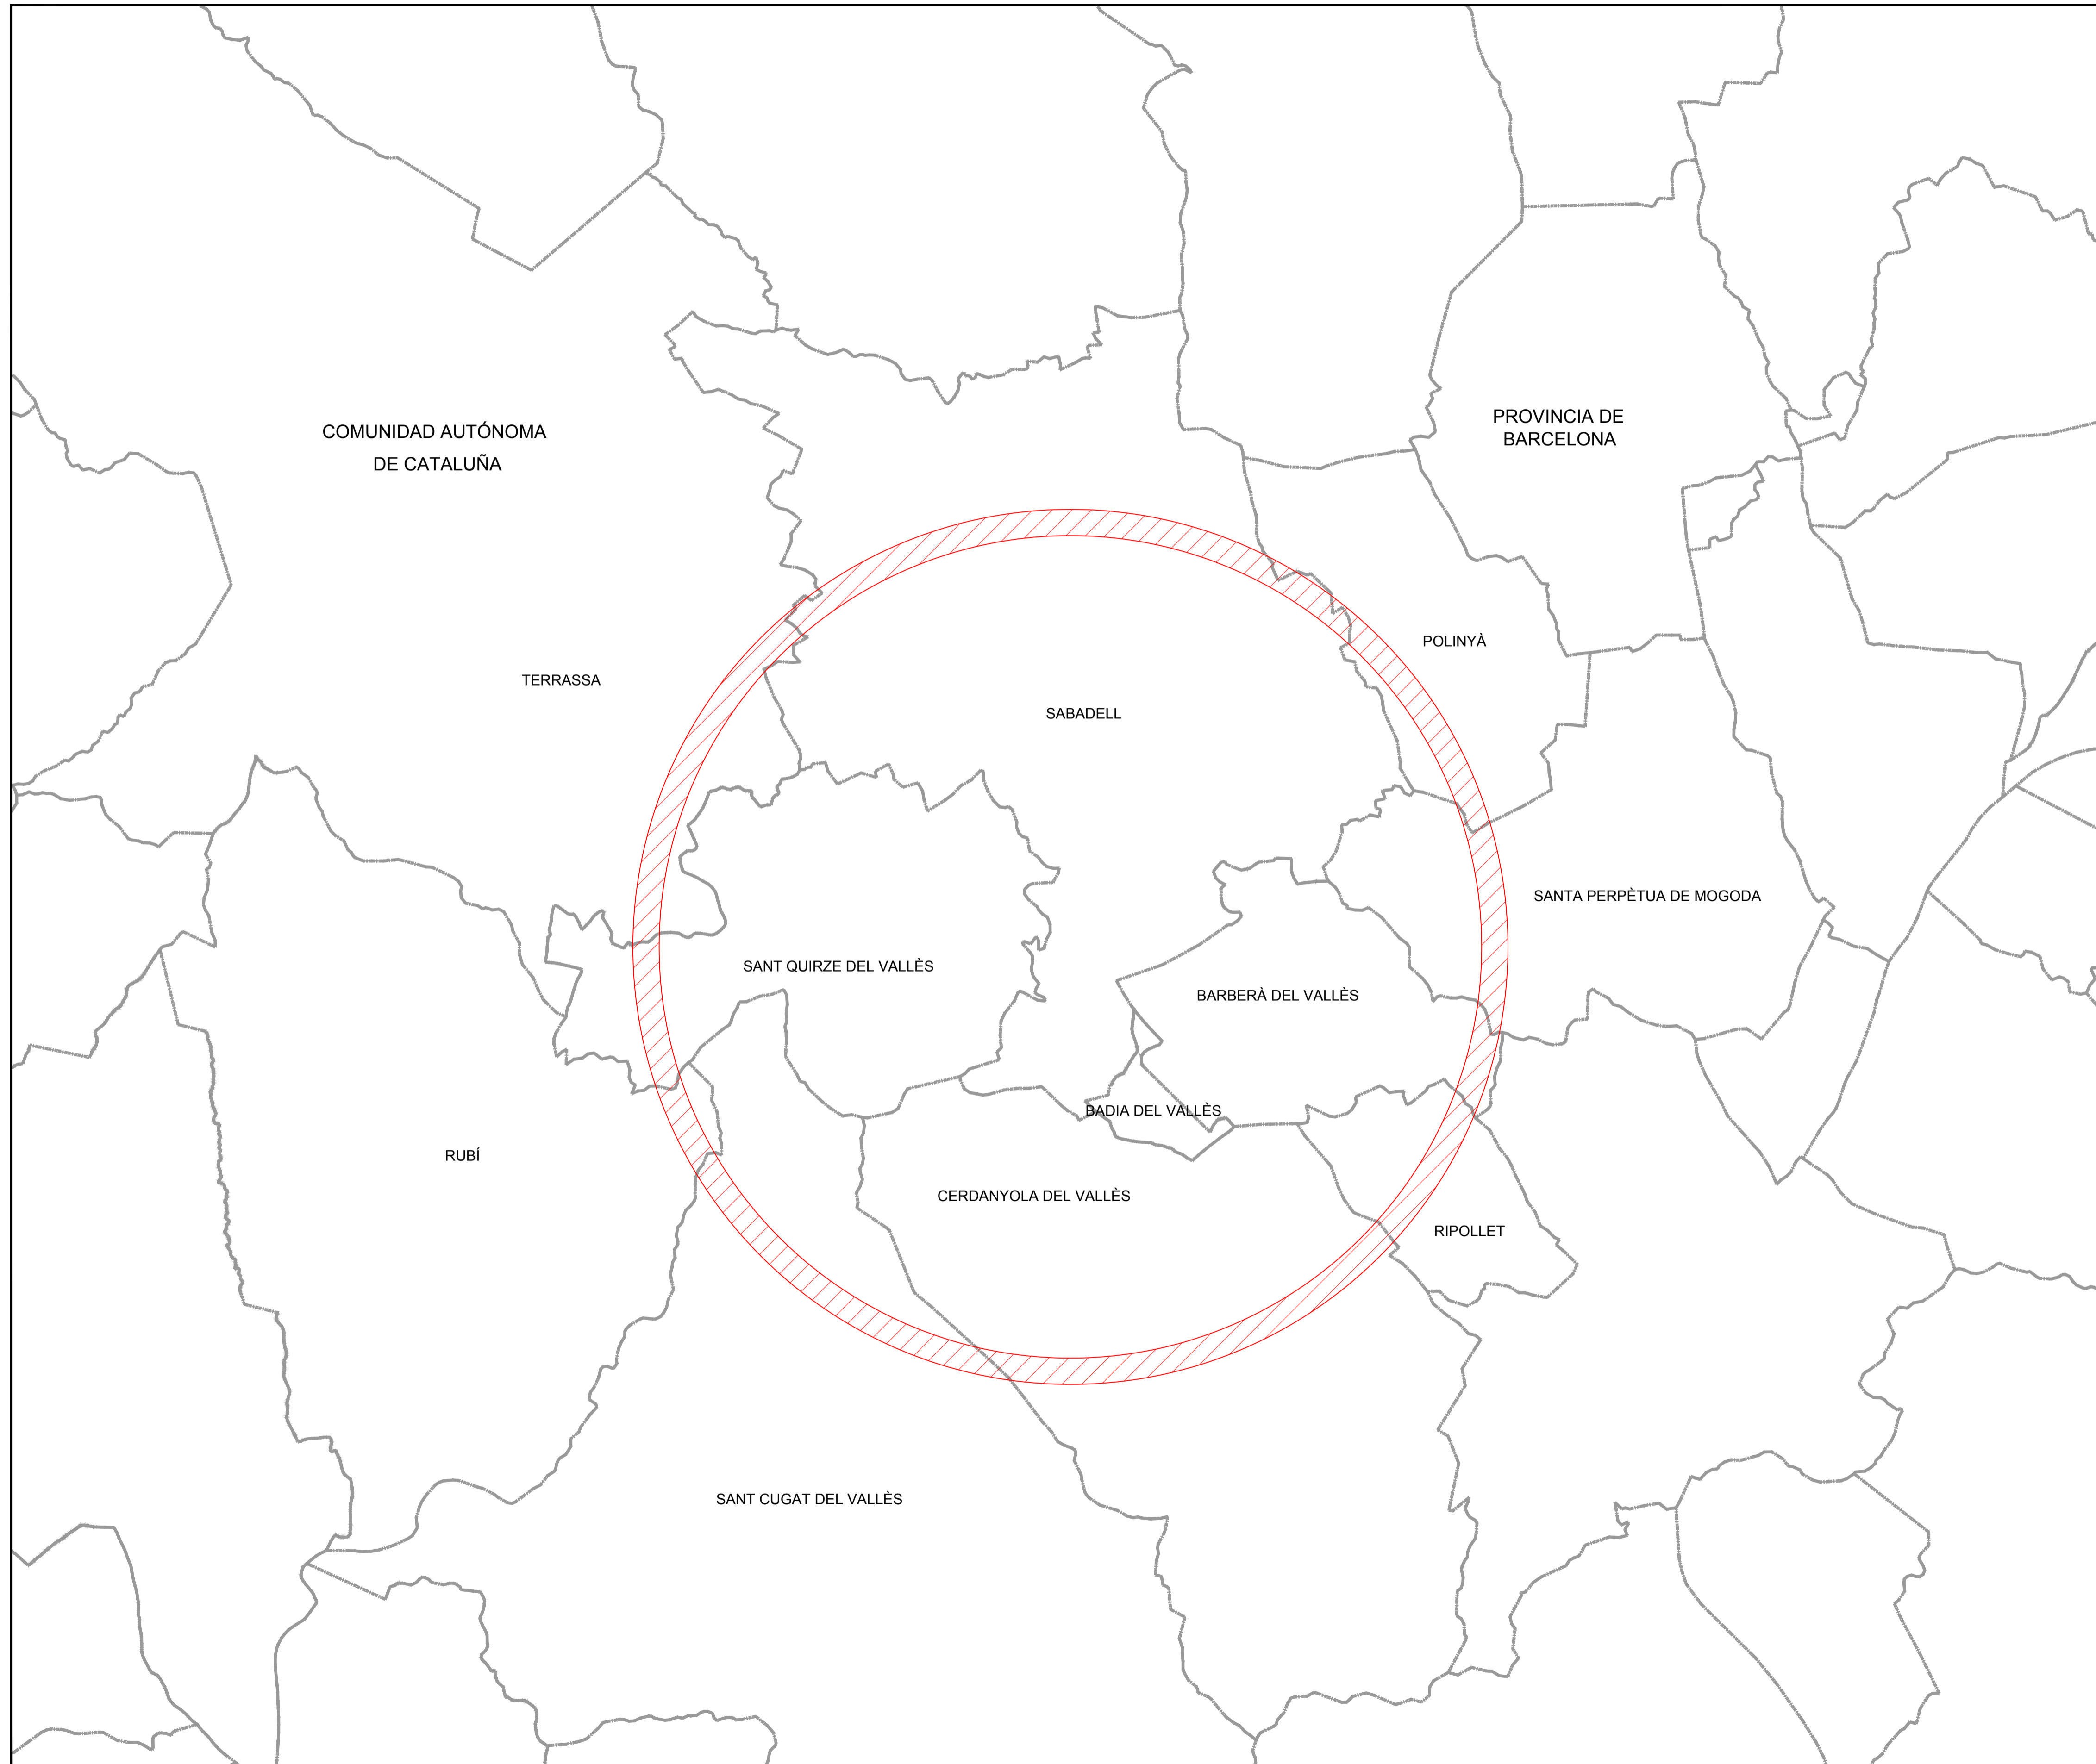 PROVINCIA DE
BARCELONA
COMUNIDAD AUTÓNOMA
DE CATALUÑA
POLINYÀ
TERRASSA
SABADELL
SANTA PERPÈTUA DE MOGODA
SANT QUIRZE DEL VALLÈS
BARBERÀ DEL VALLÈS
BADIA DEL VALLÈS
RUBÍ
CERDANYOLA DEL VALLÈS
RIPOLLET
SANT CUGAT DEL VALLÈS